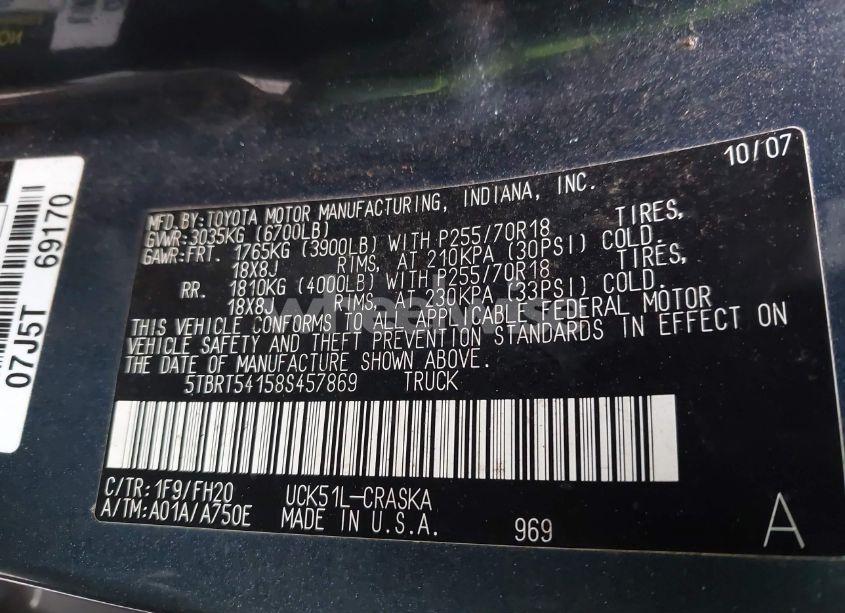 10/07
MFD. BY: TOYOTA MOTOR MANUFACTURING, INDIANA, INC.
GVWR: 3035KG (6700LB)
GAWR: FRT. 1765KG (3900LB) WITH P255/70R18 TIRES,
18X8J RIMS, AT 210KPA (30PSI) COLD.
RR. 1810KG (4000LB) WITH P255/70R18 TIRES,
18X8J RIMS, AT 230KPA (33PSI) COLD.
THIS VEHICLE CONFORMS TO ALL APPLICABLE FEDERAL MOTOR
VEHICLE SAFETY AND THEFT PREVENTION STANDARDS IN EFFECT ON
THE DATE OF MANUFACTURE SHOWN ABOVE.
5TBRT54158S457869 TRUCK
C/TR: 1F9/FH20 UCK51L-CRASKA
A/TM: A01A/A750E MADE IN U.S.A. 969 A
07J5T 69170
wheelwise